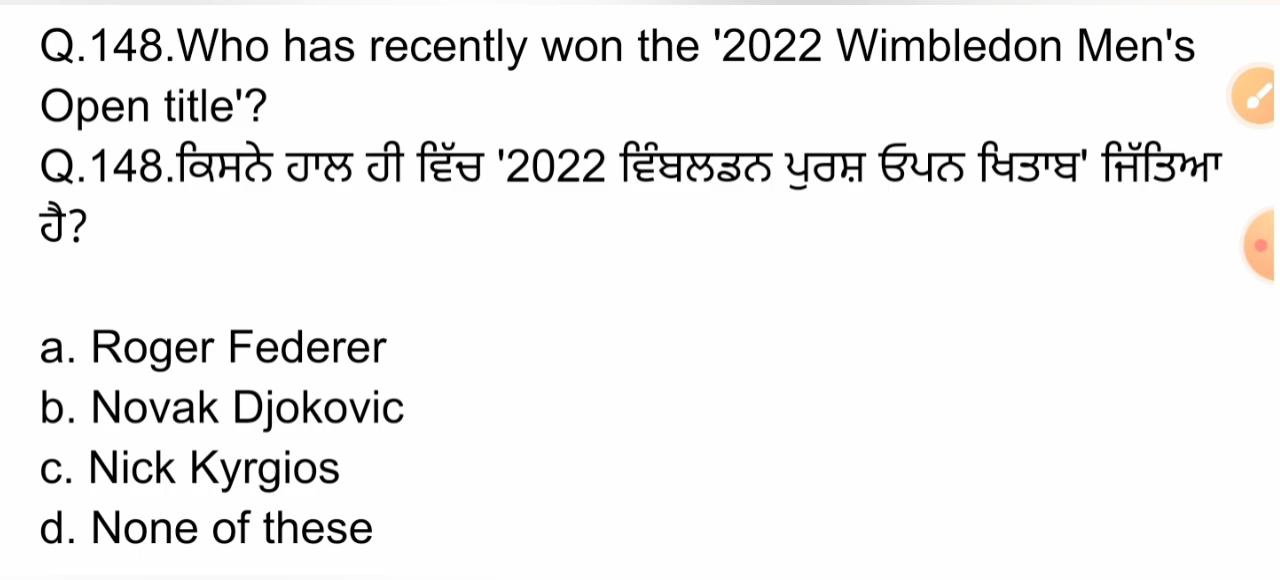 Q.148.Who has recently won the '2022 Wimbledon Men's
Open title'?
Q.148.ਕਿਸਨੇ ਹਾਲ ਹੀ ਵਿੱਚ '2022 ਵਿੰਬਲਡਨ ਪੁਰਸ਼ ਓਪਨ ਖਿਤਾਬ' ਜਿੱਤਿਆ
ਹੈ?
a. Roger Federer
b. Novak Djokovic
c. Nick Kyrgios
d. None of these